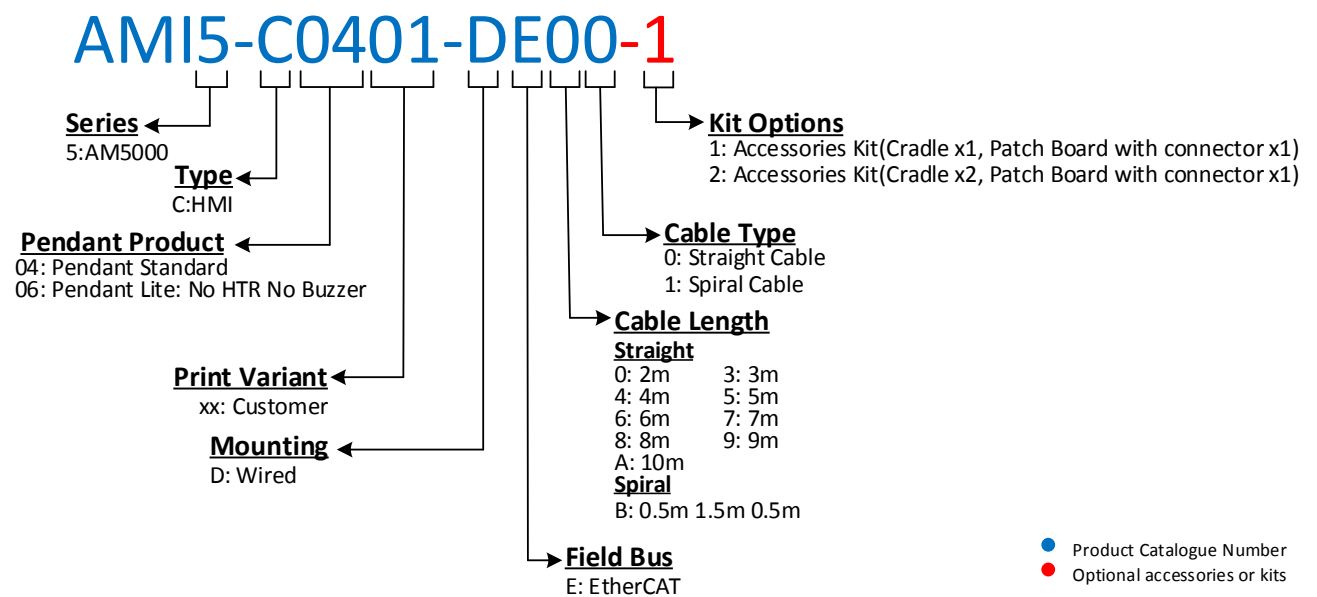 AMI5-C0401-DE00-1
Series
5:AM5000
Type
C:HMI
Pendant Product
04: Pendant Standard
06: Pendant Lite: No HTR No Buzzer
Print Variant
xx: Customer
Mounting
D: Wired
Kit Options
1: Accessories Kit(Cradle x1, Patch Board with connector x1)
2: Accessories Kit(Cradle x2, Patch Board with connector x1)
Cable Type
0: Straight Cable
1: Spiral Cable
Cable Length
Straight
0: 2m 3: 3m
4: 4m 5: 5m
6: 6m 7: 7m
8: 8m 9: 9m
A: 10m
Spiral
B: 0.5m 1.5m 0.5m
Field Bus
E: EtherCAT
Product Catalogue Number
Optional accessories or kits